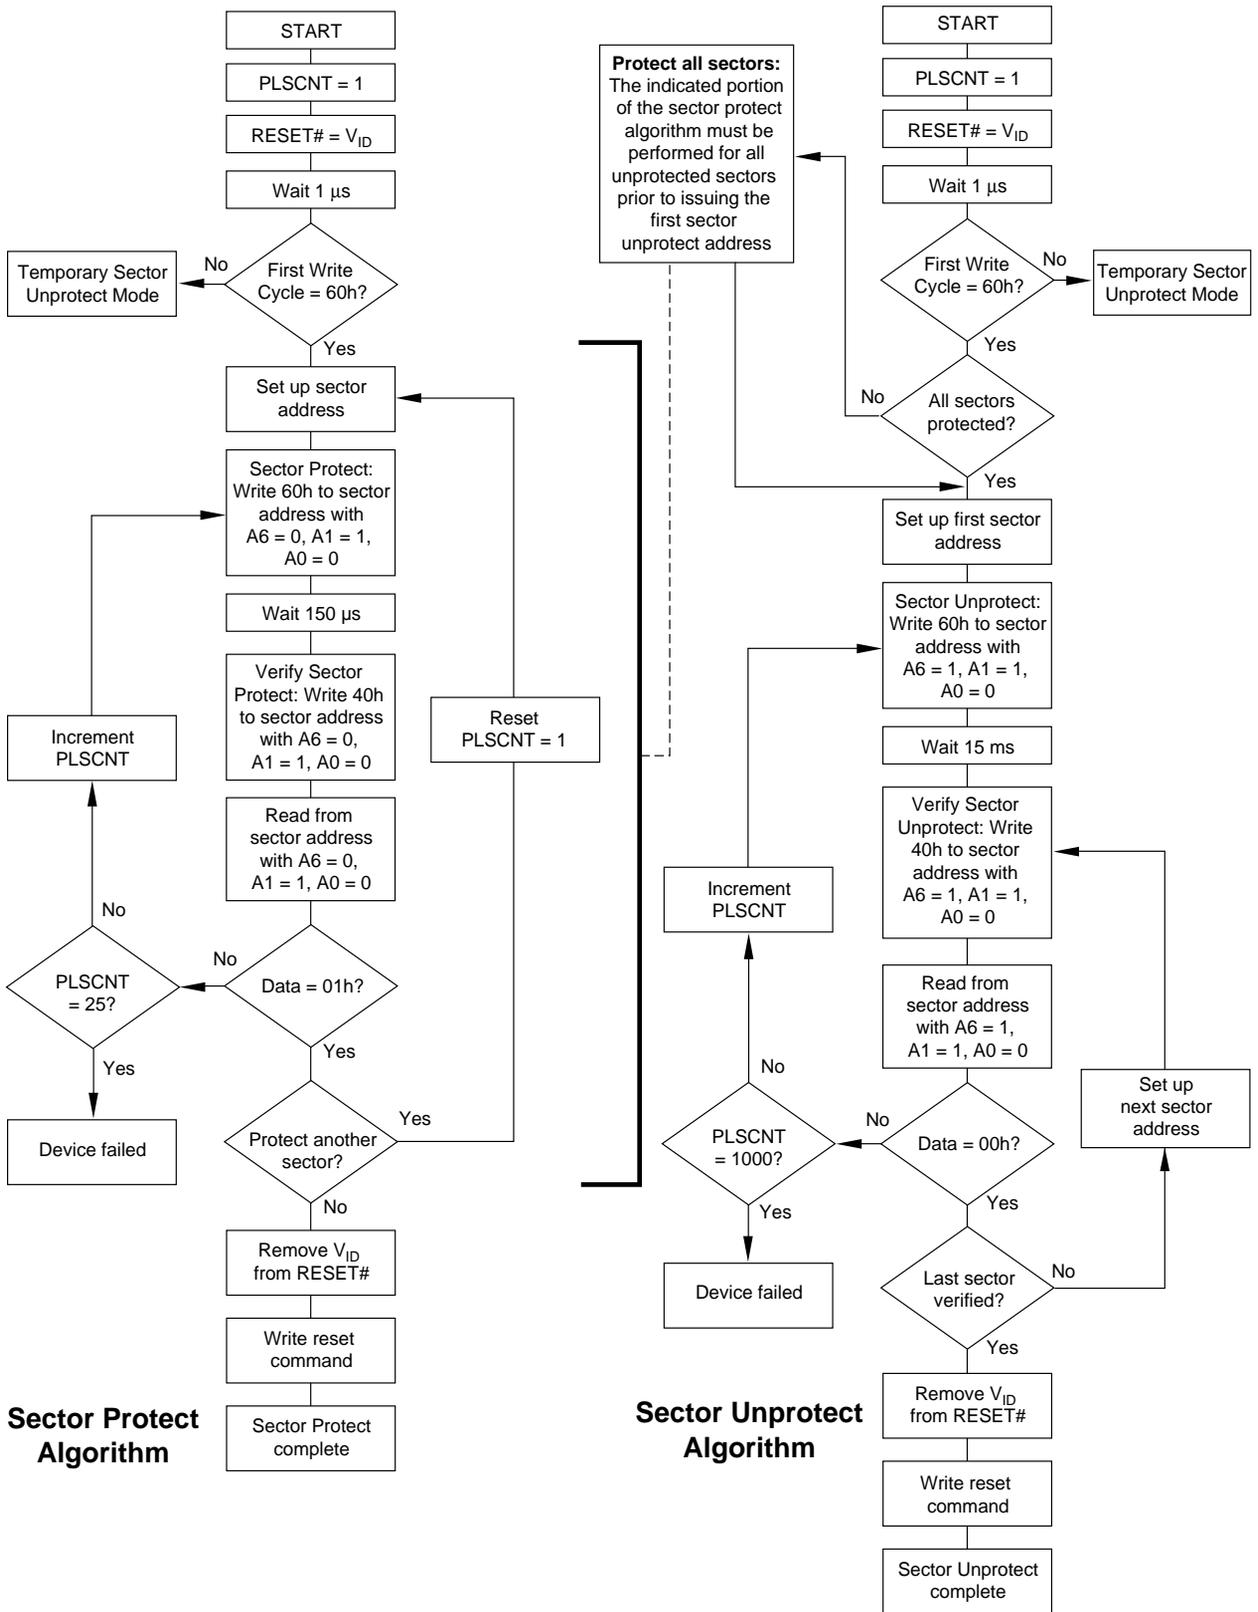 START
PLSCNT = 1
RESET# = VID
Wait 1 μs
First Write
Cycle = 60h?
No
Temporary Sector
Unprotect Mode
Yes
Set up sector
address
Sector Protect:
Write 60h to sector
address with
A6 = 0, A1 = 1,
A0 = 0
Wait 150 µs
Verify Sector
Protect: Write 40h
to sector address
with A6 = 0,
A1 = 1, A0 = 0
Read from
sector address
with A6 = 0,
A1 = 1, A0 = 0
Data = 01h?
No
PLSCNT
= 25?
No
Increment
PLSCNT
Yes
Device failed
Yes
Protect another
sector?
Yes
Reset
PLSCNT = 1
No
Remove VID
from RESET#
Write reset
command
Sector Protect
complete
Sector Protect
Algorithm
Protect all sectors:
The indicated portion
of the sector protect
algorithm must be
performed for all
unprotected sectors
prior to issuing the
first sector
unprotect address
START
PLSCNT = 1
RESET# = VID
Wait 1 μs
First Write
Cycle = 60h?
No
Temporary Sector
Unprotect Mode
Yes
All sectors
protected?
No
Yes
Set up first sector
address
Sector Unprotect:
Write 60h to sector
address with
A6 = 1, A1 = 1,
A0 = 0
Wait 15 ms
Verify Sector
Unprotect: Write
40h to sector
address with
A6 = 1, A1 = 1,
A0 = 0
Read from
sector address
with A6 = 1,
A1 = 1, A0 = 0
Data = 00h?
No
PLSCNT
= 1000?
No
Increment
PLSCNT
Yes
Device failed
Yes
Last sector
verified?
No
Set up
next sector
address
Yes
Remove VID
from RESET#
Write reset
command
Sector Unprotect
complete
Sector Unprotect
Algorithm